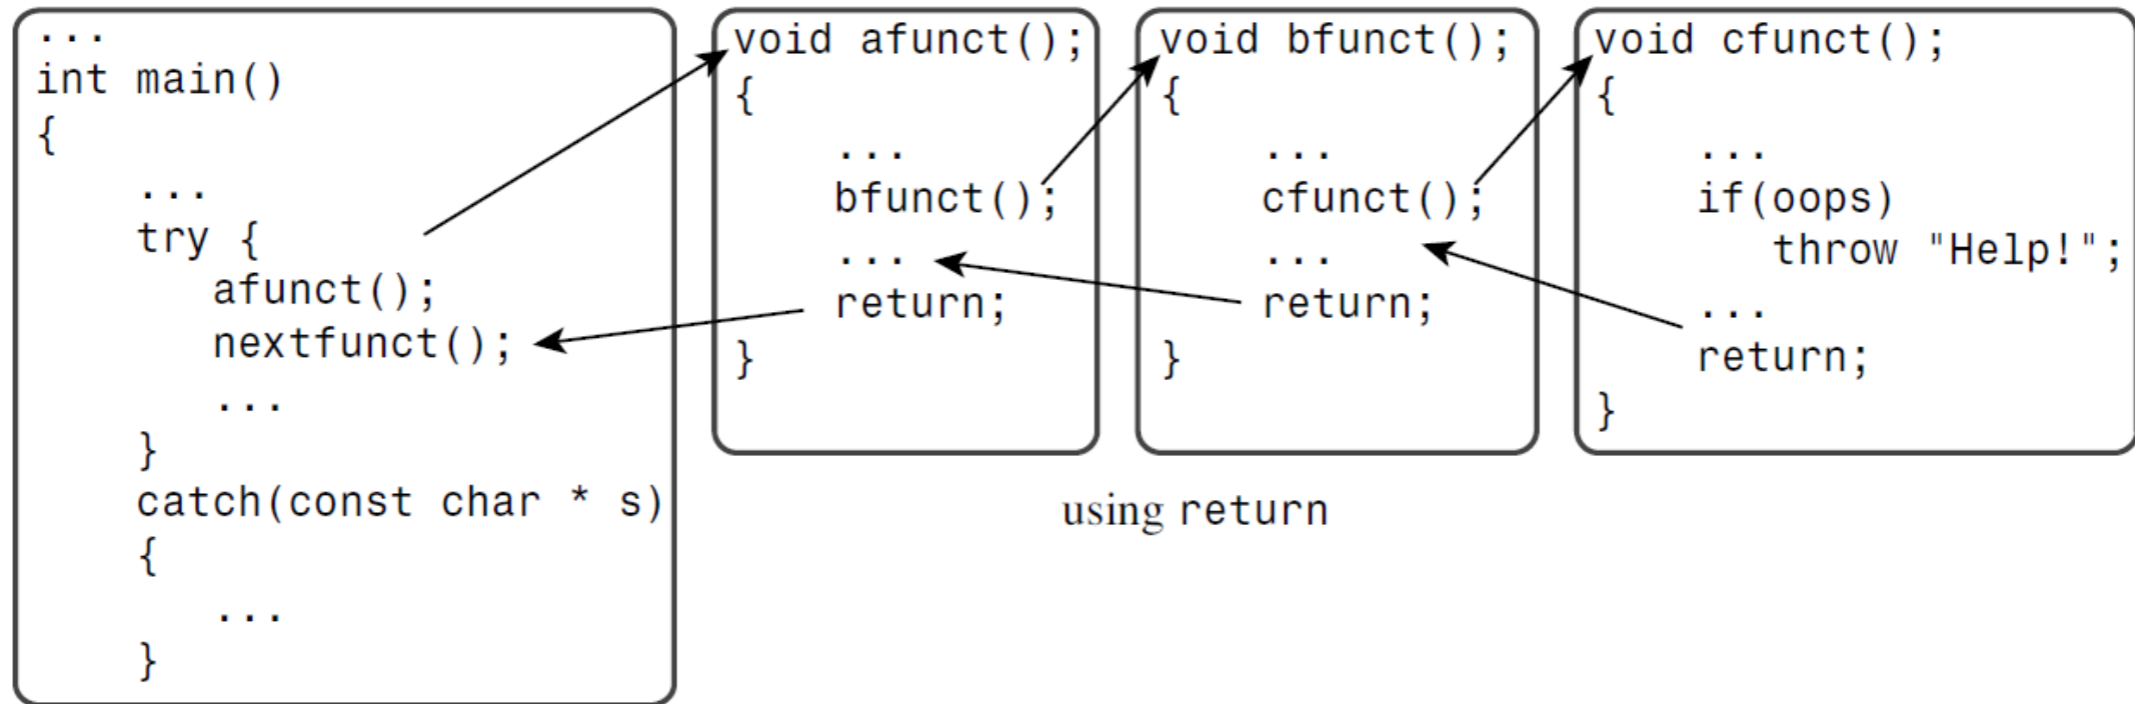 ...
int main()
{
...
try {
afunct();
nextfunct();
...
}
catch(const char * s)
{
...
}
void afunct();
{
...
bfunct();
...
return;
}
void bfunct();
{
...
cfunct();
...
return;
}
void cfunct();
{
...
if(oops)
throw "Help!";
...
return;
}
using return